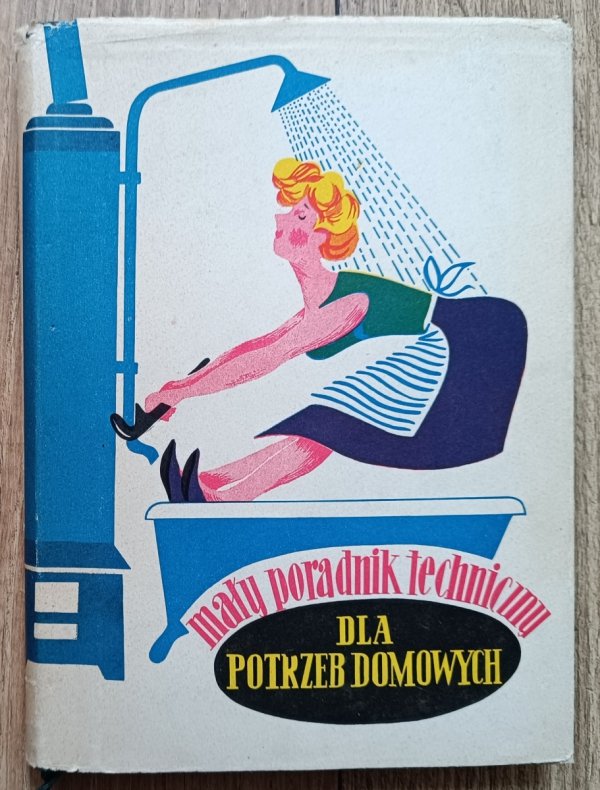 mały poradnik techniczny
DLA
POTRZEB DOMOWYCH